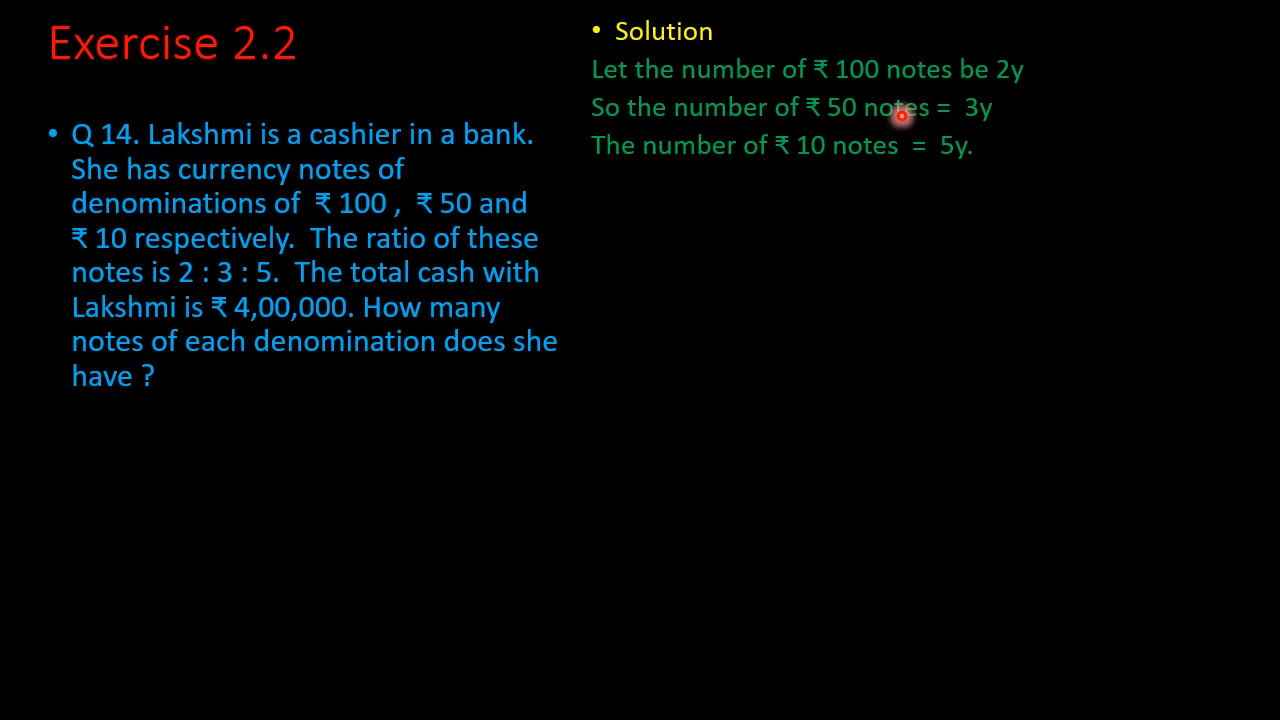 Exercise 2.2
• Q 14. Lakshmi is a cashier in a bank.
She has currency notes of
denominations of ₹ 100 , ₹ 50 and
₹ 10 respectively. The ratio of these
notes is 2 : 3 : 5. The total cash with
Lakshmi is ₹ 4,00,000. How many
notes of each denomination does she
have ?
• Solution
Let the number of ₹ 100 notes be 2y
So the number of ₹ 50 notes = 3y
The number of ₹ 10 notes = 5y.